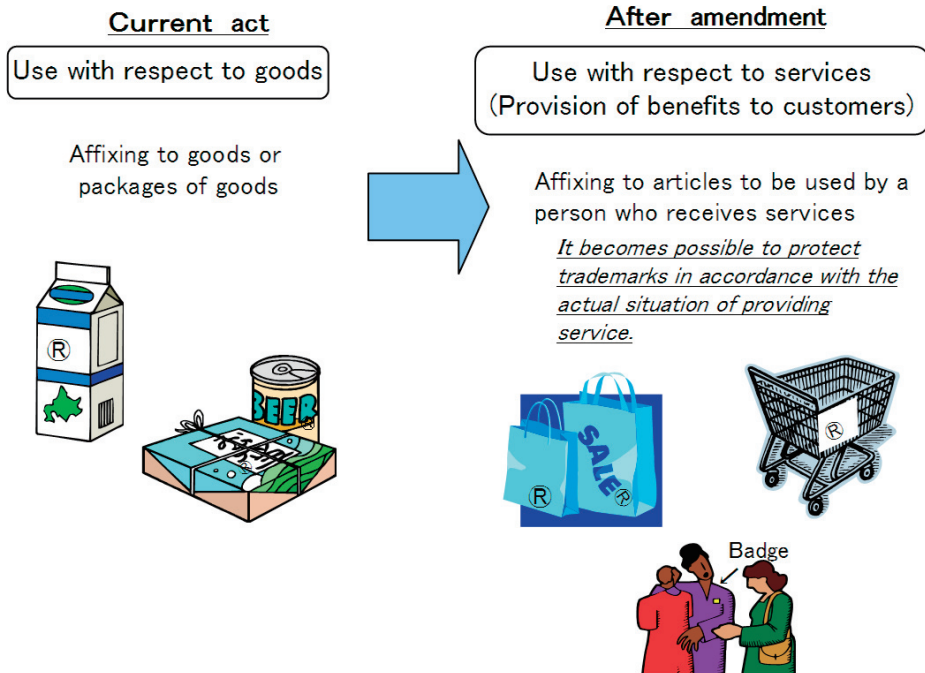 Current act
Use with respect to goods
Affixing to goods or
packages of goods
Ⓡ
BEER
Ⓡ
Ⓡ
After amendment
Use with respect to services
(Provision of benefits to customers)
Affixing to articles to be used by a
person who receives services
It becomes possible to protect
trademarks in accordance with the
actual situation of providing
service.
SALE
Ⓡ
Ⓡ
Ⓡ
Badge